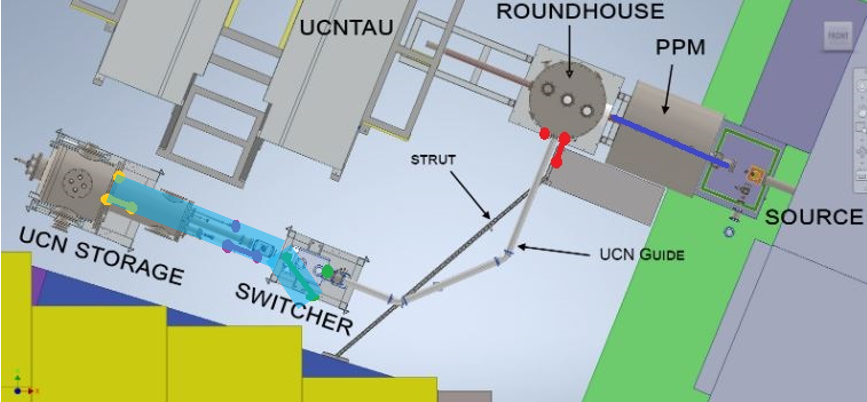 ROUNDHOUSE
UCNTAU
PPM
FRONT
STRUT
SOURCE
UCN STORAGE
UCN GUIDE
SWITCHER